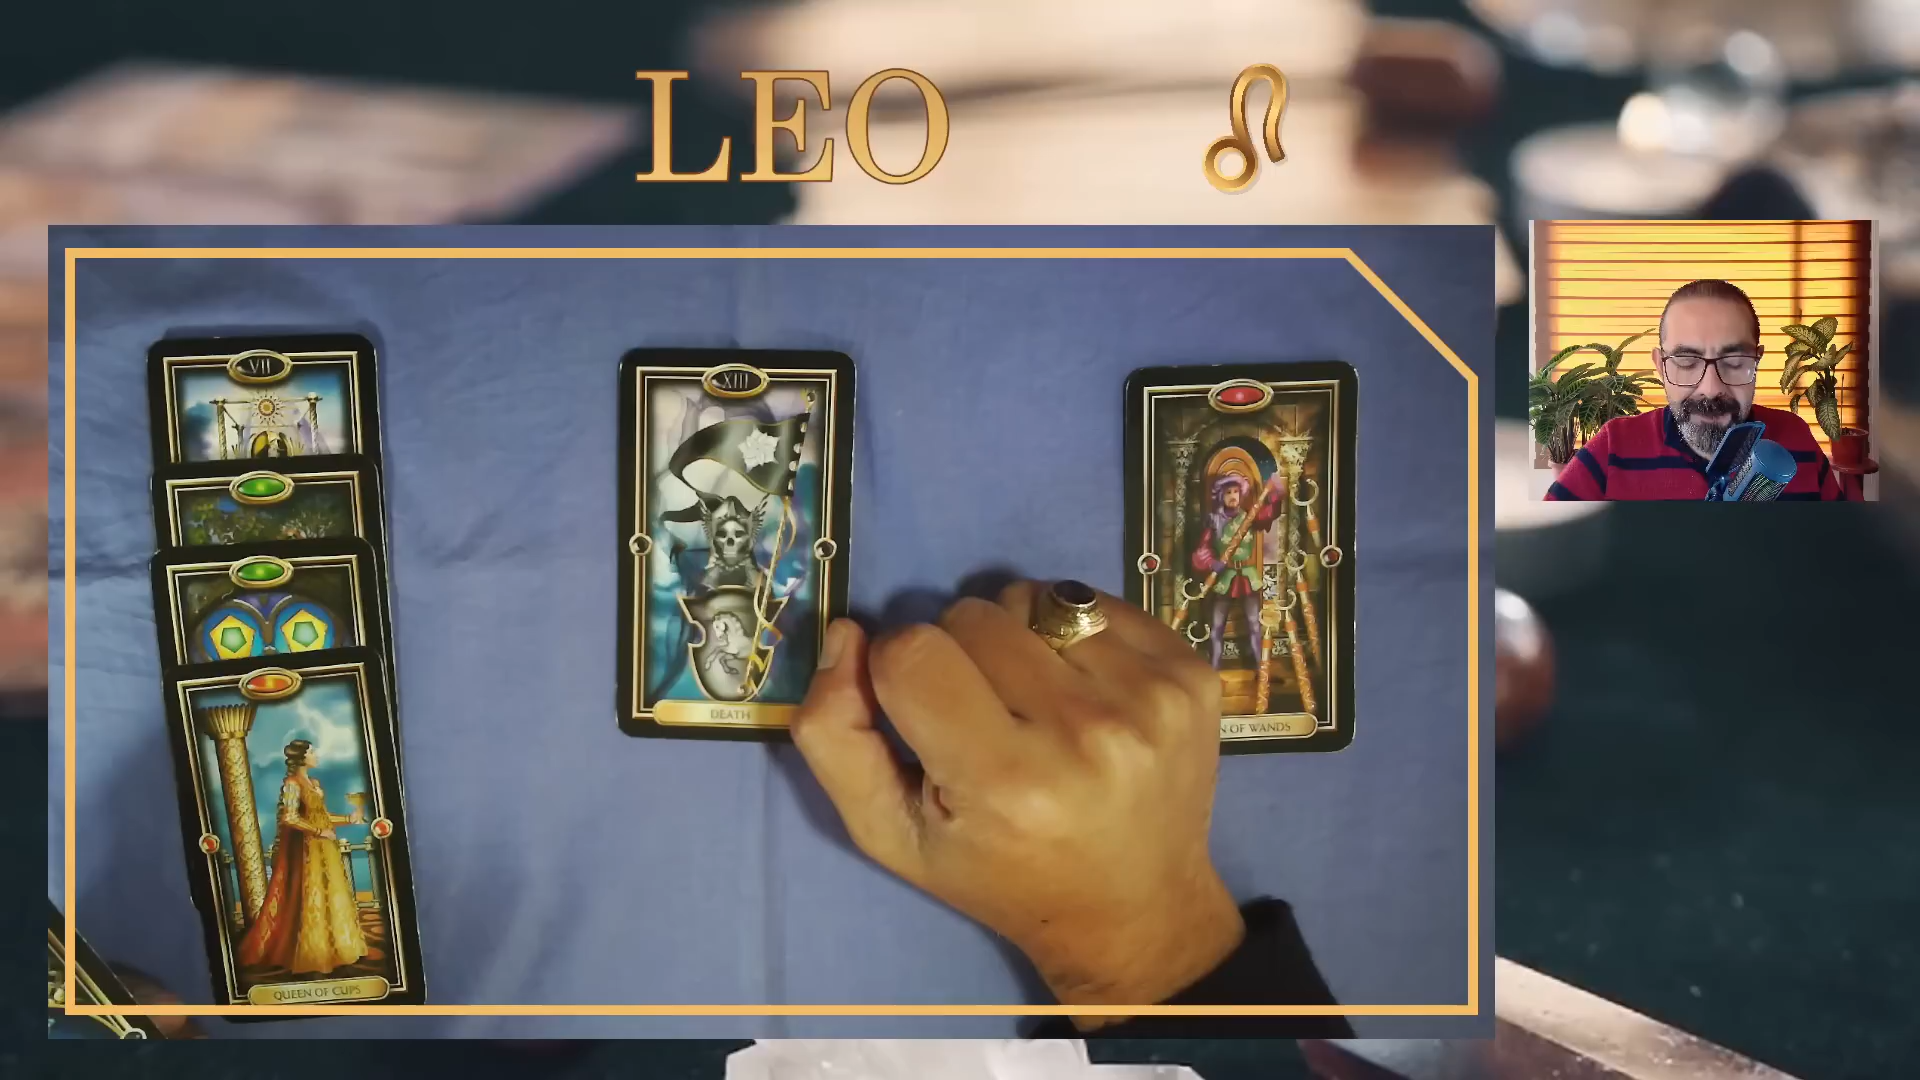 LEO
VII
XIII
DEATH
N OF WANDS
QUEEN OF CUPS